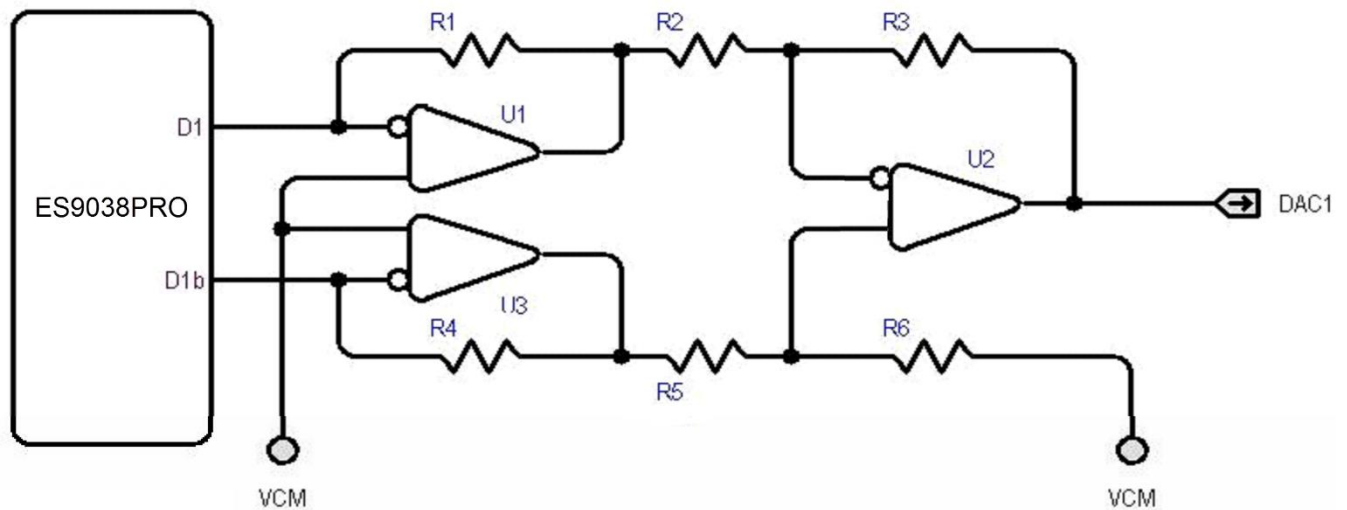 R1
R2
R3
D1
U1
U2
ES9038PRO
DAC1
D1b
U3
R4
R5
R6
VCM
VCM